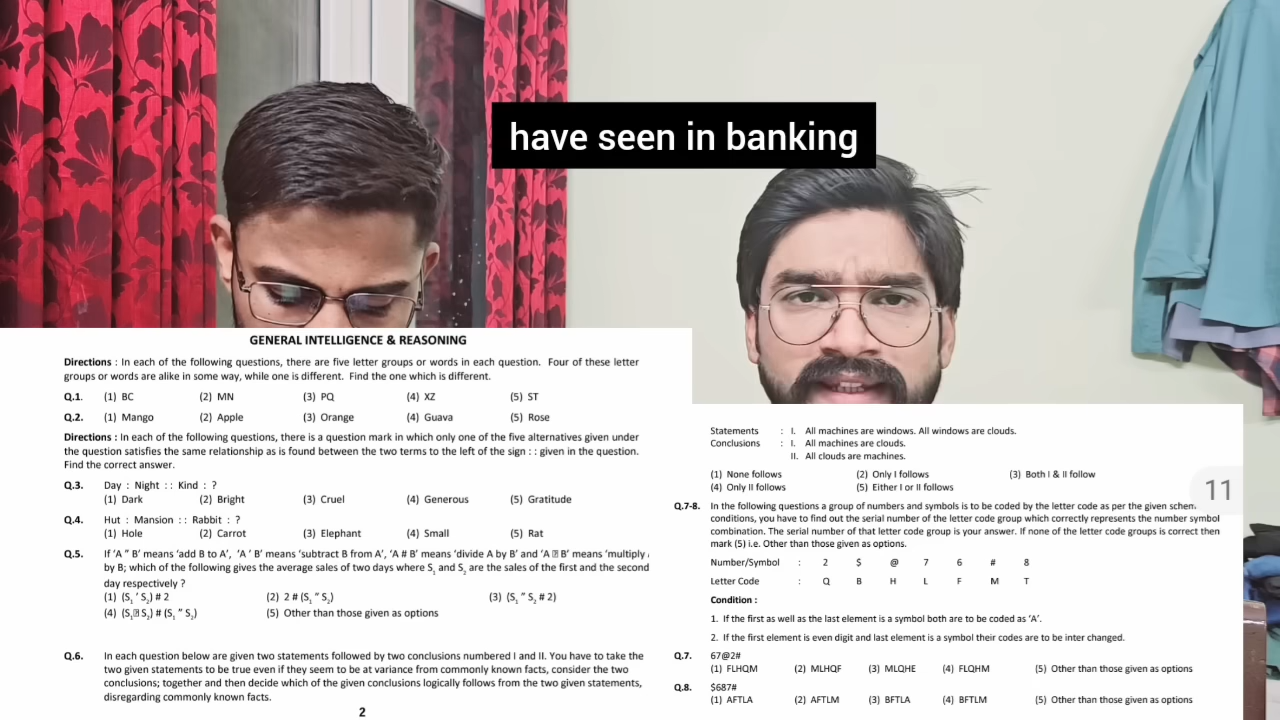 have seen in banking
GENERAL INTELLIGENCE & REASONING
Directions : In each of the following questions, there are five letter groups or words in each question. Four of these letter
groups or words are alike in some way, while one is different. Find the one which is different.
Q.1. (1) BC (2) MN (3) PQ (4) XZ (5) ST
Q.2. (1) Mango (2) Apple (3) Orange (4) Guava (5) Rose
Directions : In each of the following questions, there is a question mark in which only one of the five alternatives given under
the question satisfies the same relationship as is found between the two terms to the left of the sign : : given in the question.
Find the correct answer.
Q.3. Day : Night : : Kind : ?
(1) Dark (2) Bright (3) Cruel (4) Generous (5) Gratitude
Q.4. Hut : Mansion : : Rabbit : ?
(1) Hole (2) Carrot (3) Elephant (4) Small (5) Rat
Q.5 If 'A " B' means 'add B to A', 'A ' B' means 'subtract B from A', 'A # B' means 'divide A by B' and 'A ⍰ B' means 'multiply
by B; which of the following gives the average sales of two days where S1 and S2 are the sales of the first and the second
day respectively ?
(1) (S1 ' S2) # 2 (2) 2 # (S1 " S2) (3) (S1 " S2 # 2)
(4) (S1⍰ S2) # (S1 " S2) (5) Other than those given as options
Q.6. In each question below are given two statements followed by two conclusions numbered I and II. You have to take the
two given statements to be true even if they seem to be at variance from commonly known facts, consider the two
conclusions; together and then decide which of the given conclusions logically follows from the two given statements,
disregarding commonly known facts.
2
Statements : I. All machines are windows. All windows are clouds.
Conclusions : I. All machines are clouds.
II. All clouds are machines.
(1) None follows (2) Only I follows (3) Both I & II follow
(4) Only II follows (5) Either I or II follows
11
Q.7-8. In the following questions a group of numbers and symbols is to be coded by the letter code as per the given
conditions, you have to find out the serial number of the letter code group which correctly represents the number symbol
combination. The serial number of that letter code group is your answer. If none of the letter code groups is correct then
mark (5) i.e. Other than those given as options.
Number/Symbol : 2 $ @ 7 6 # 8
Letter Code : Q B H L F M T
Condition :
1. If the first as well as the last element is a symbol both are to be coded as 'A'.
2. If the first element is even digit and last element is a symbol their codes are to be inter changed.
Q.7. 67@2#
(1) FLHQM (2) MLHQF (3) MLQHE (4) FLQHM (5) Other than those given as options
Q.8. $687#
(1) AFTLA (2) AFTLM (3) BFTLA (4) BFTLM (5) Other than those given as options